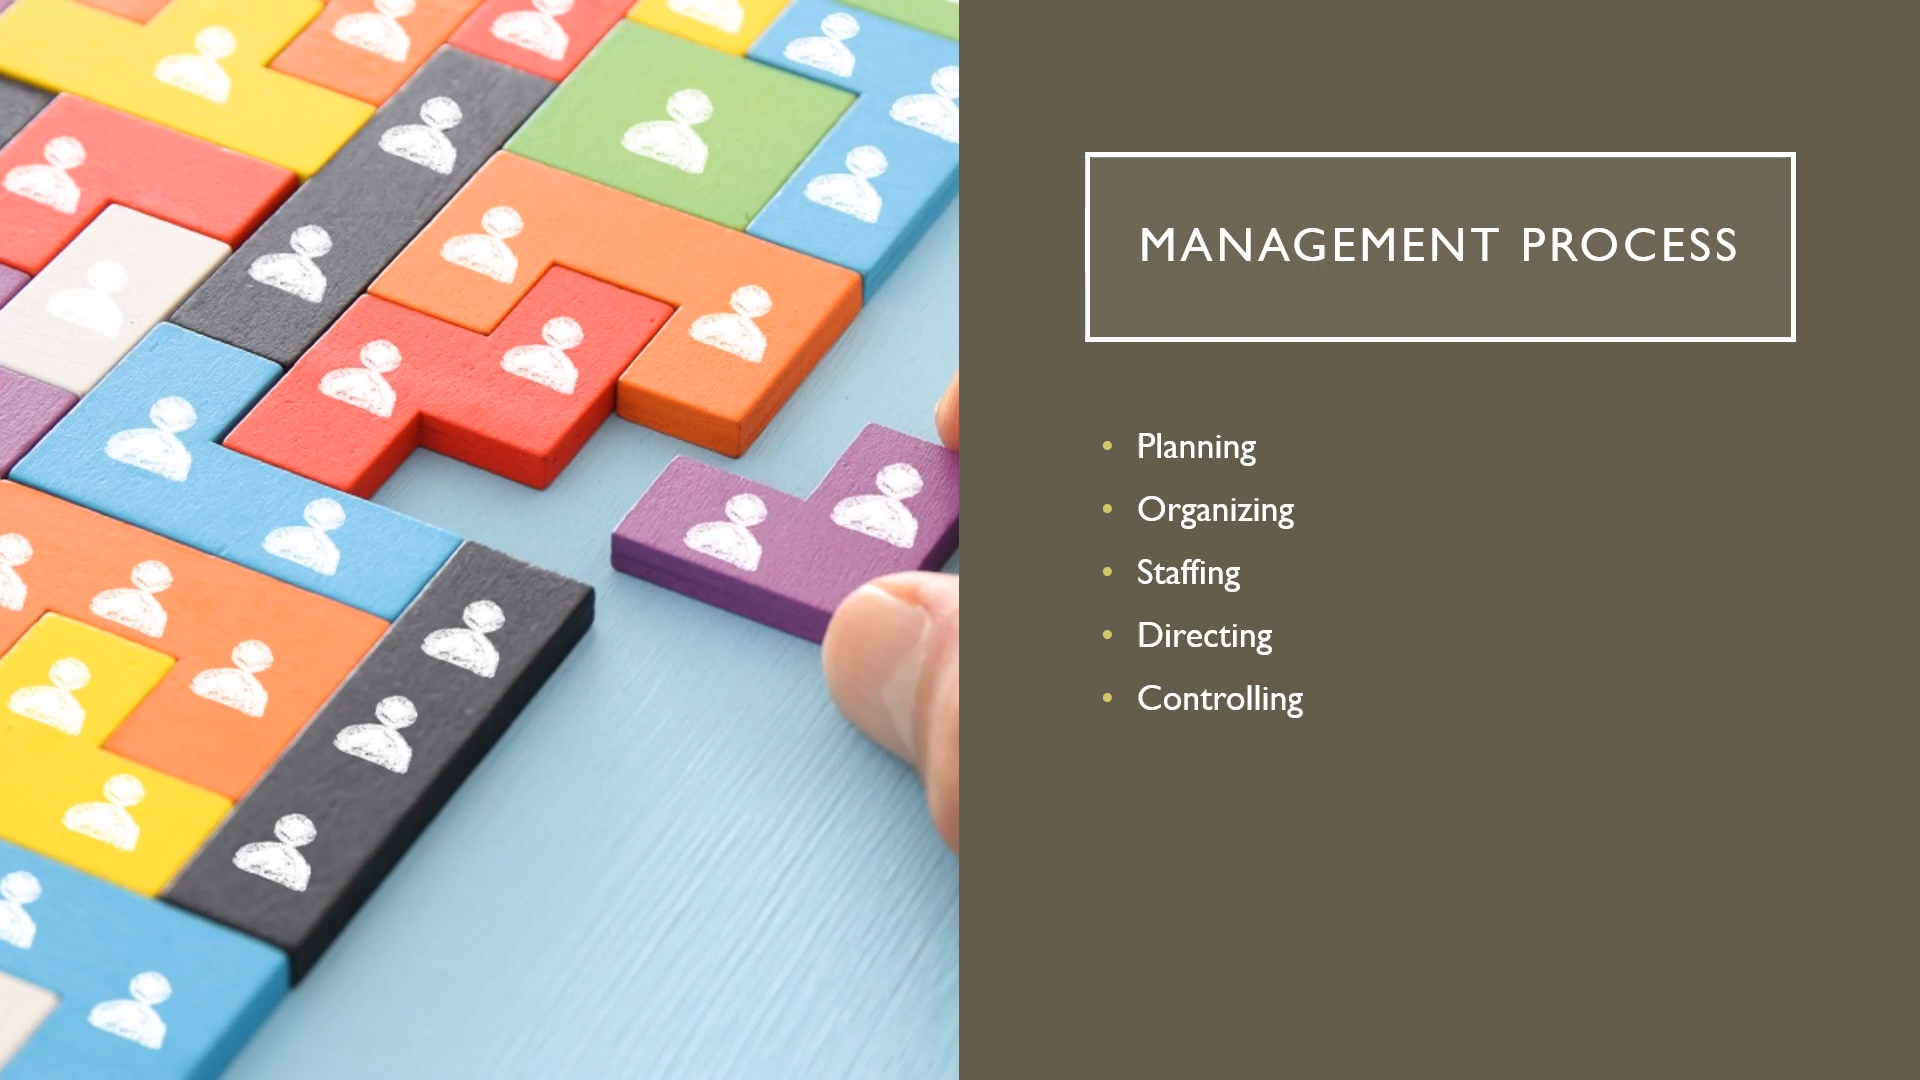 MANAGEMENT PROCESS
• Planning
• Organizing
• Staffing
• Directing
• Controlling